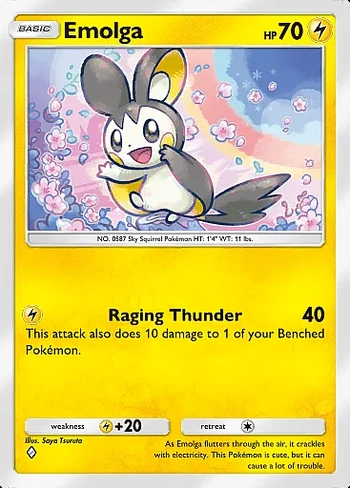 BASIC Emolga HP 70
NO. 0587 Sky Squirrel Pokémon HT: 1'4" WT: 11 lbs.
Raging Thunder 40
This attack also does 10 damage to 1 of your Benched
Pokémon.
weakness +20 retreat
Illus. Saya Tsuruta
As Emolga flutters through the air, it crackles
with electricity. This Pokémon is cute, but it can
cause a lot of trouble.